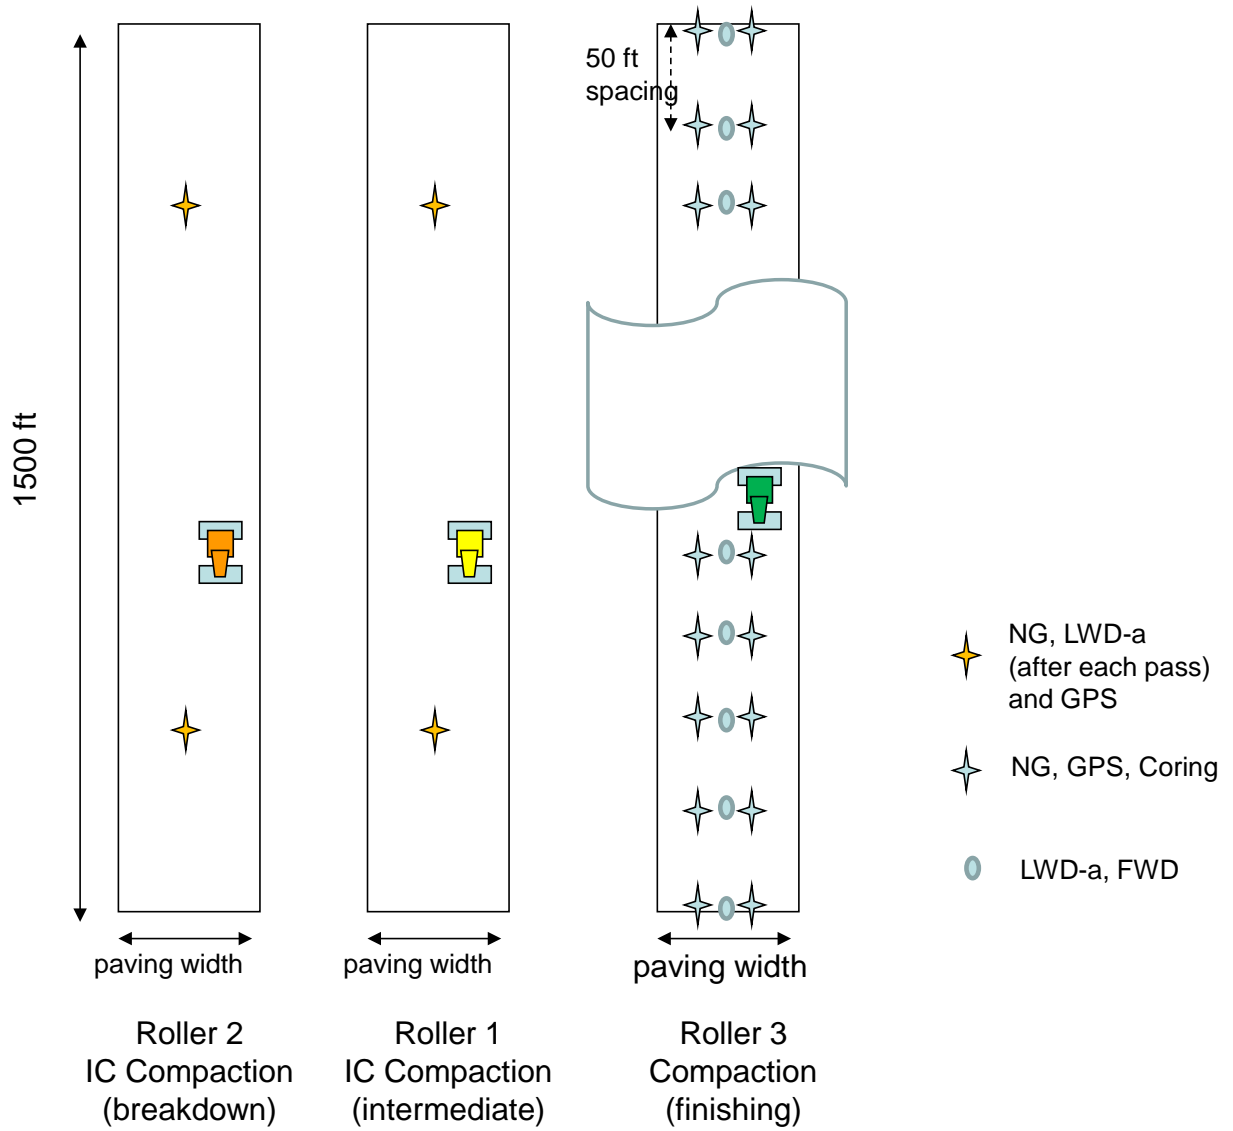 50 ft
spacing
1500 ft
NG, LWD-a
(after each pass)
and GPS
NG, GPS, Coring
LWD-a, FWD
paving width
paving width
paving width
Roller 2
IC Compaction
(breakdown)
Roller 1
IC Compaction
(intermediate)
Roller 3
Compaction
(finishing)